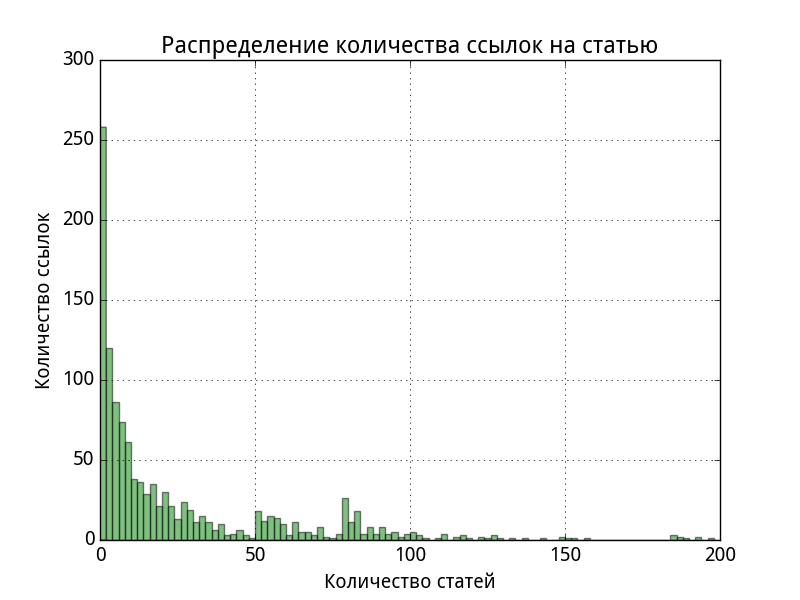 Распределение количества ссылок на статью
300
250
200
150
100
50
0
Количество ссылок
0 50 100 150 200
Количество статей